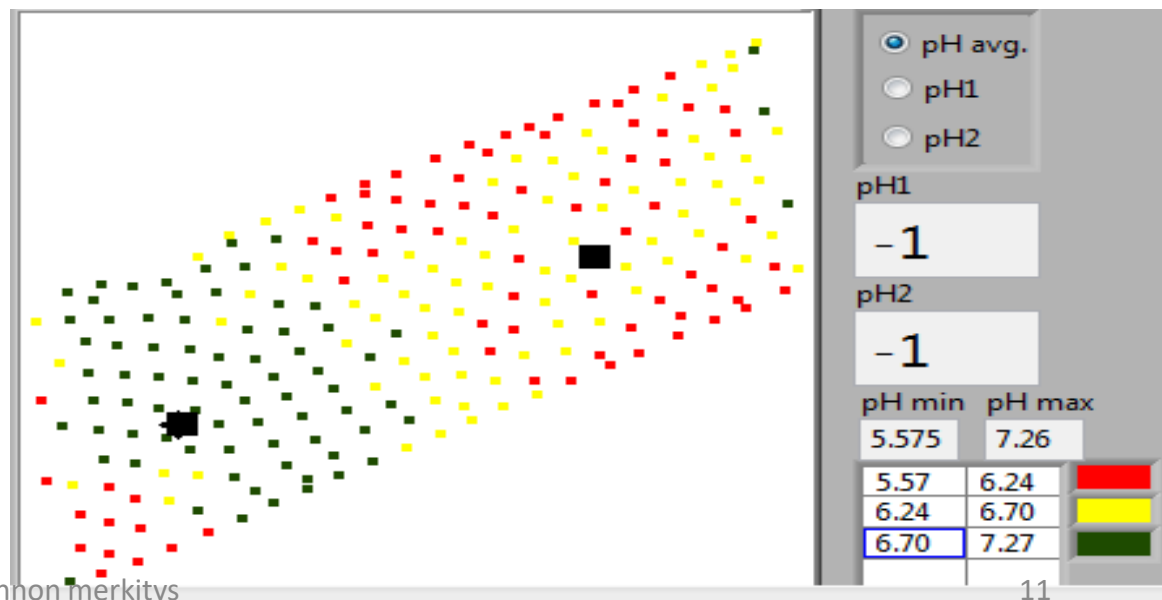 pH avg.
pH1
pH2
pH1
-1
pH2
-1
pH min pH max
5.575 7.26
5.57 6.24
6.24 6.70
6.70 7.27
merkitys
11